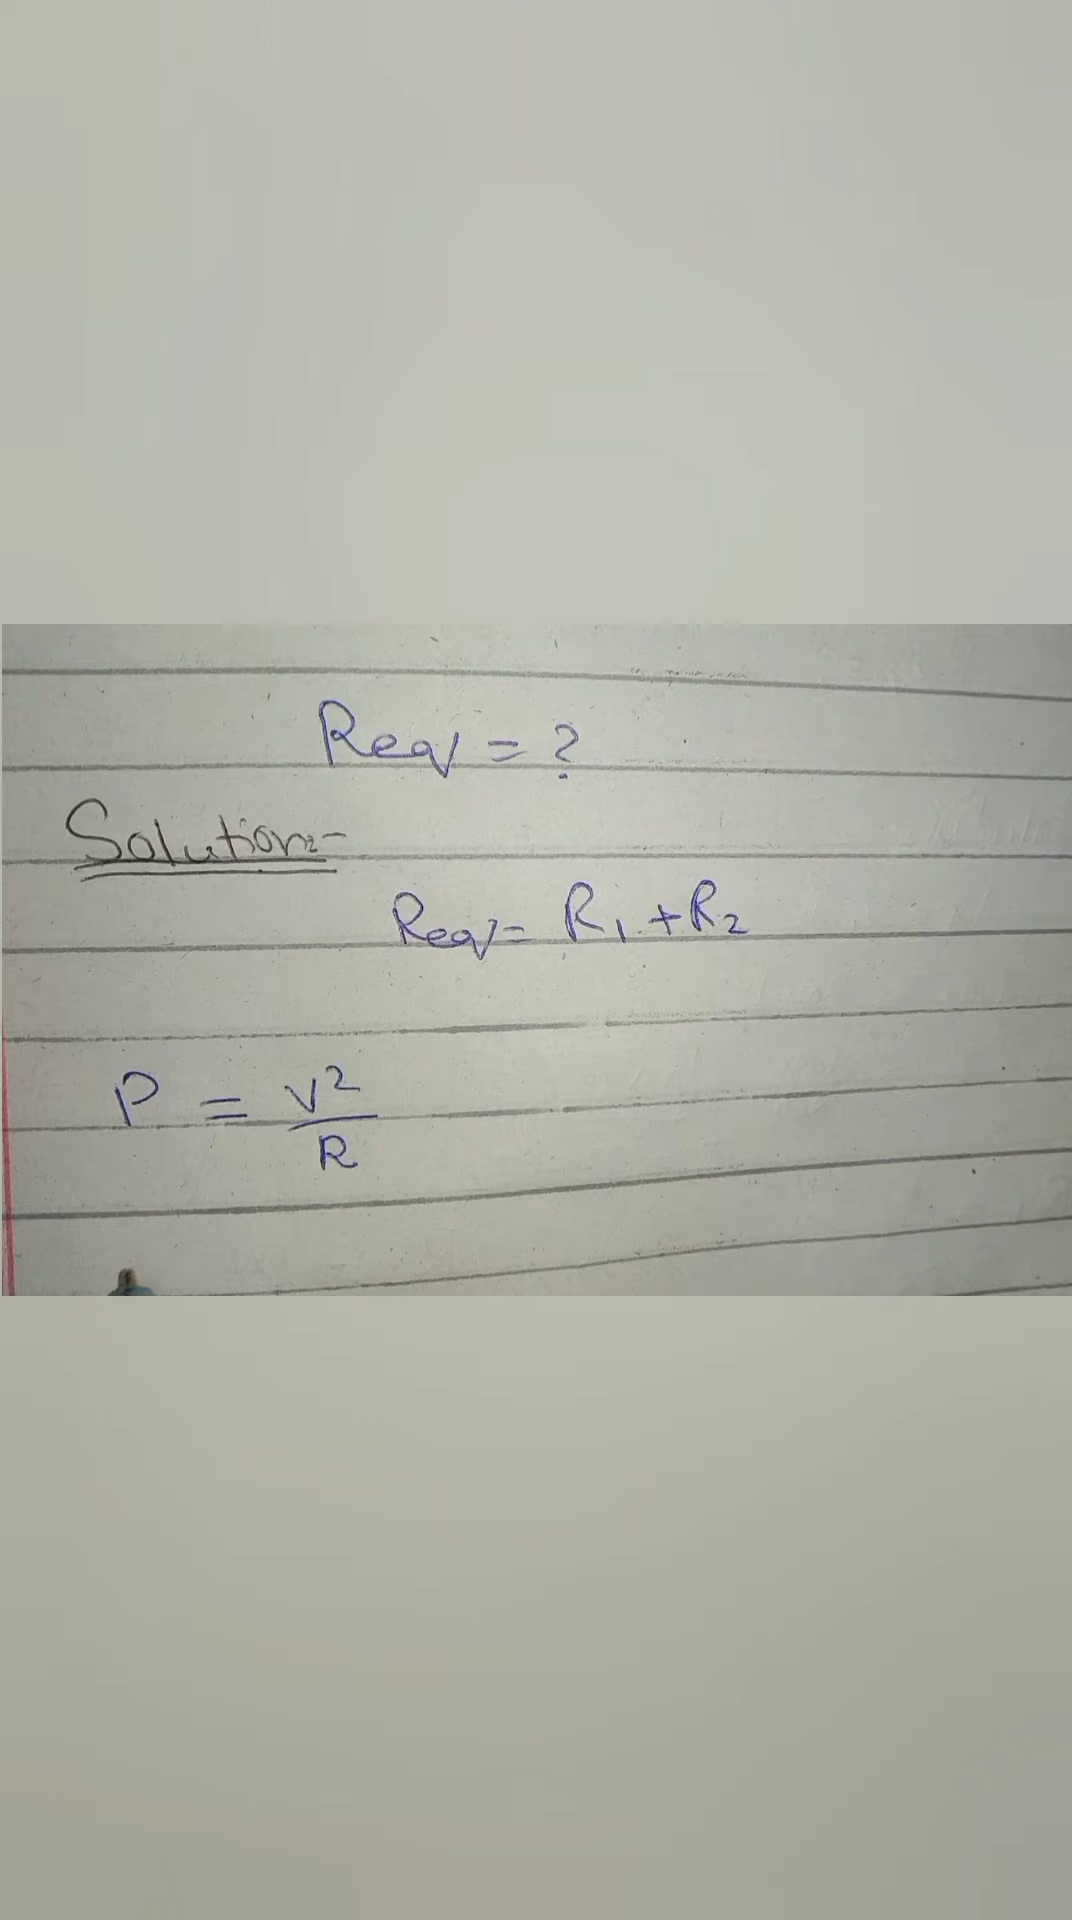 Req = ?
Solution:-
Req = R₁ + R₂
P = V²/R